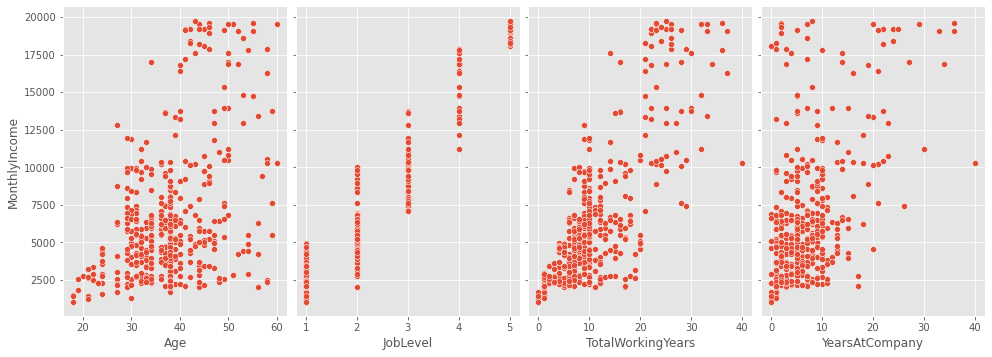 20000
17500
15000
12500
10000
7500
5000
2500
MonthlyIncome
20 40 50 60
30
Age
1 2 3 4 5
JobLevel
0 10 20 30 40
TotalWorkingYears
0 10 20 30 40
YearsAtCompany